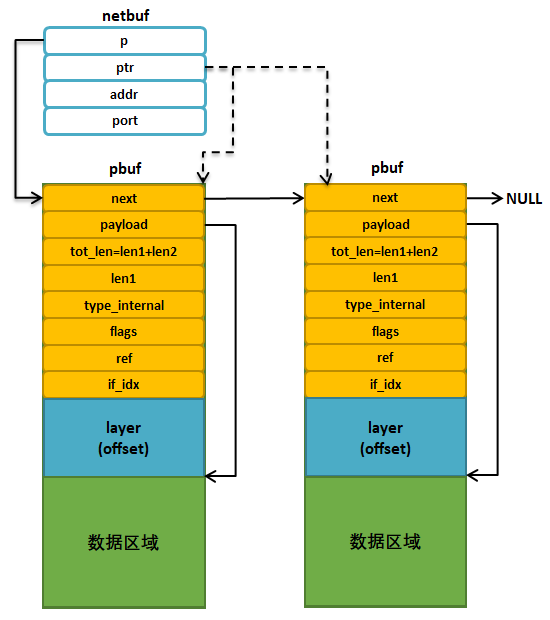 netbuf
p
ptr
addr
port
pbuf
next
payload
tot_len=len1+len2
len1
type_internal
flags
ref
if_idx
layer
(offset)
数据区域
pbuf
next
NULL
payload
tot_len=len1+len2
len1
type_internal
flags
ref
if_idx
layer
(offset)
数据区域